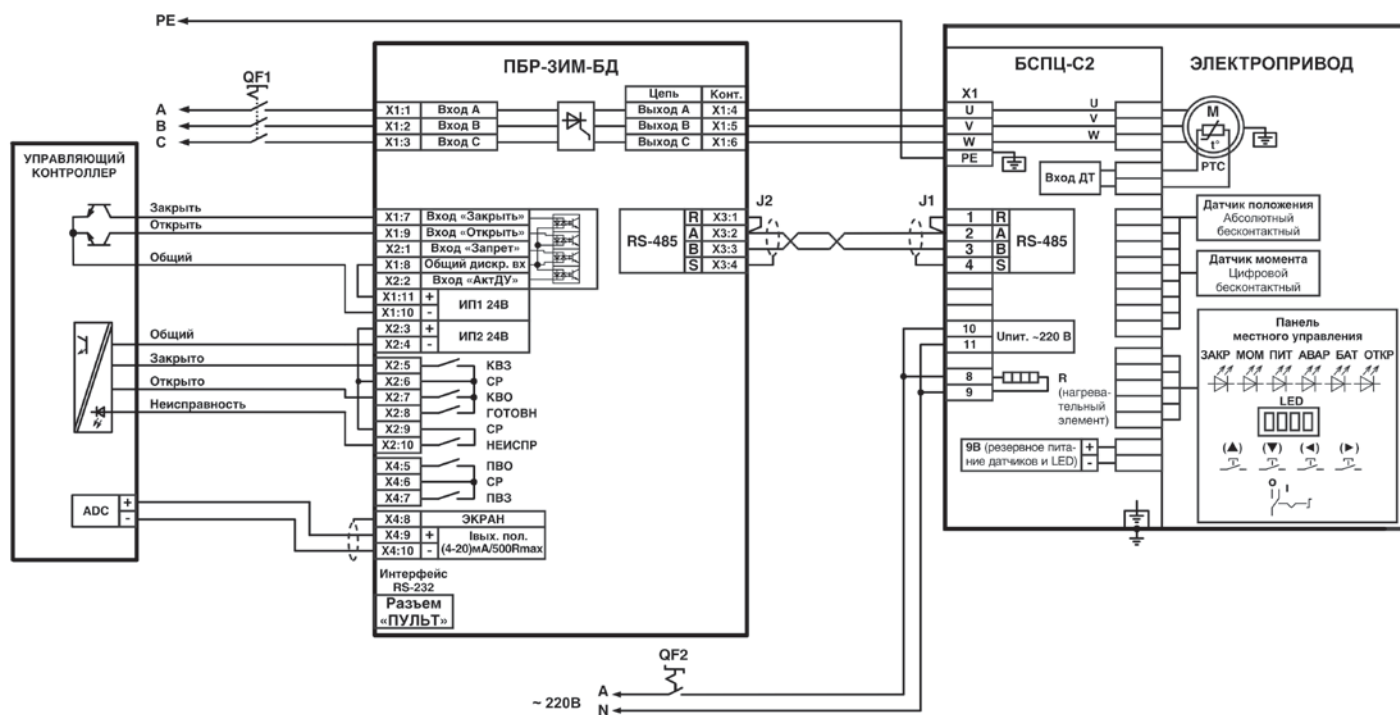 PE
QF1
A
B
C
УПРАВЛЯЮЩИЙ
КОНТРОЛЛЕР
Закрыть
Открыть
Общий
Общий
Закрыто
Открыто
Неисправность
ADC
+
-
ПБР-3ИМ-БД
Цепь Конт.
X1:1 Вход А Выход А X1:4
X1:2 Вход В Выход В X1:5
X1:3 Вход С Выход С X1:6
X1:7 Вход «Закрыть»
X1:9 Вход «Открыть»
X2:1 Вход «Запрет»
X1:8 Общий дискр. вх
X2:2 Вход «АктДУ»
X1:11 +
ИП1 24В
X1:10 -
X2:3 +
ИП2 24В
X2:4 -
X2:5 КВЗ
X2:6 СР
X2:7 КВО
X2:8 ГОТОВН
X2:9 СР
X2:10 НЕИСПР
X4:5 ПВО
X4:6 СР
X4:7 ПВЗ
X4:8 ЭКРАН
X4:9 + Iвых. пол.
X4:10 - (4-20)мА/500Rmax
Интерфейс
RS-232
Разъем
«ПУЛЬТ»
RS-485
R X3:1
A X3:2
B X3:3
S X3:4
J2
J1
БСПЦ-С2
ЭЛЕКТРОПРИВОД
X1
U U
V V
W W
PE
M
t°
РТС
Вход ДТ
1 R
2 A
3 B
4 S
RS-485
10
11
Uпит. ~220 В
8
9
R
(нагрева-
тельный
элемент)
9В (резервное пита-
ние датчиков и LED)
+
-
Датчик положения
Абсолютный
бесконтактный
Датчик момента
Цифровой
бесконтактный
Панель
местного управления
ЗАКР МОМ ПИТ АВАР БАТ ОТКР
LED
(▲) (▼) (◄) (►)
O I
QF2
~ 220В
A
N